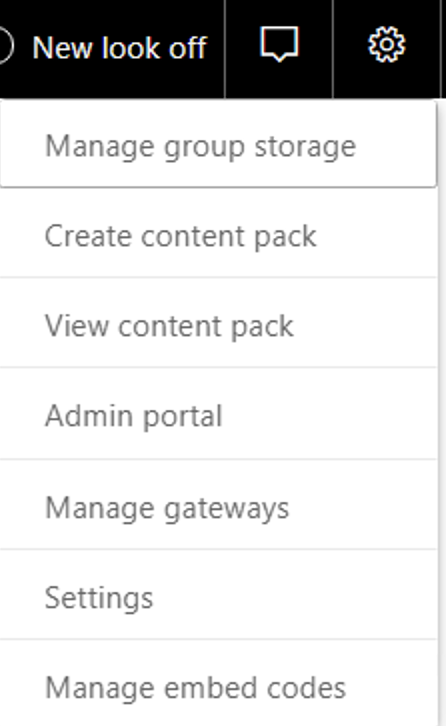 New look off
Manage group storage
Create content pack
View content pack
Admin portal
Manage gateways
Settings
Manage embed codes